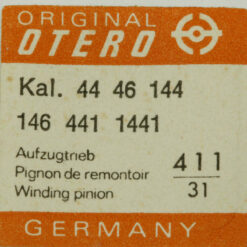 ORIGINAL
OTERO
Kal. 44 46 144
146 441 1441
Aufzugtrieb
Pignon de remontoir
Winding pinion
411
31
GERMANY